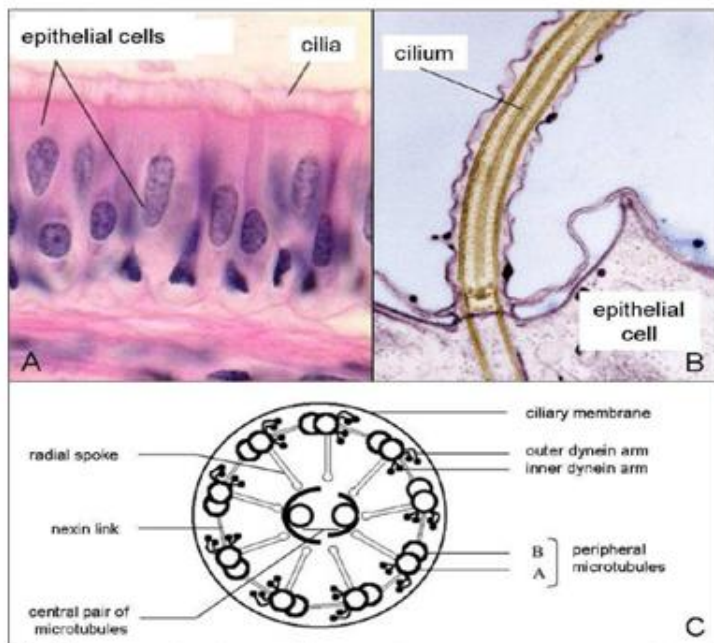 epithelial cells
cilia
A
cilium
epithelial
cell
B
ciliary membrane
radial spoke
outer dynein arm
inner dynein arm
nexin link
B
A
peripheral
microtubules
central pair of
microtubules
C